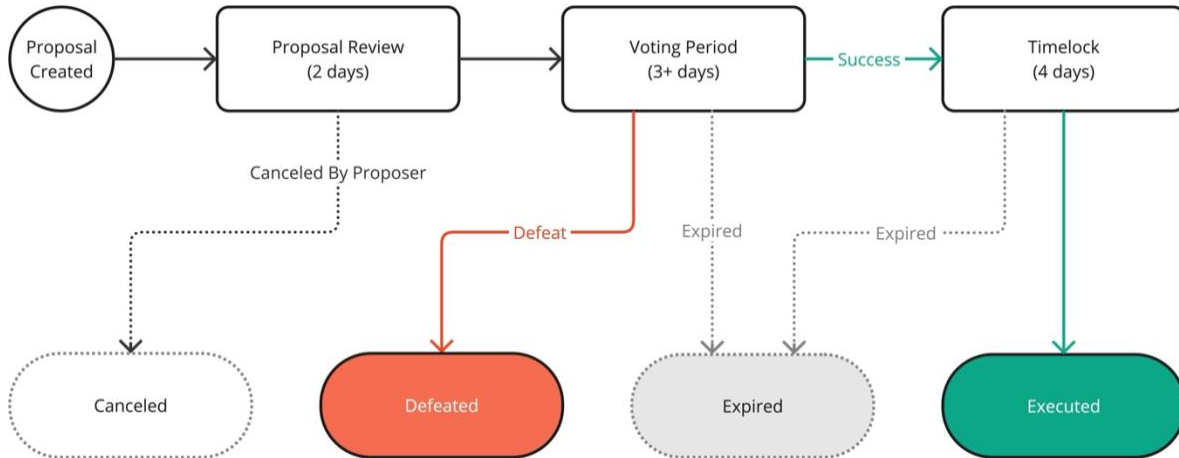 Proposal
Created
Proposal Review
(2 days)
Voting Period
(3+ days)
Success
Timelock
(4 days)
Canceled By Proposer
Defeat
Expired
Expired
Canceled
Defeated
Expired
Executed